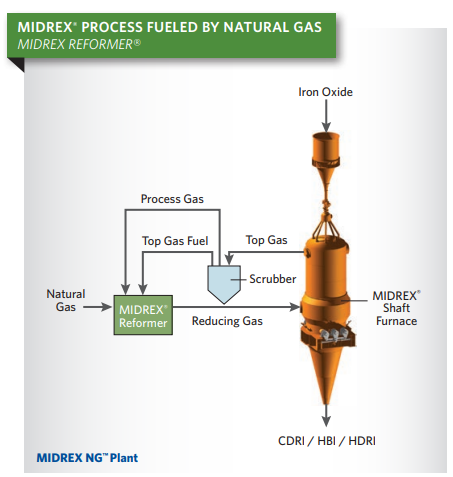 MIDREX® PROCESS FUELED BY NATURAL GAS
MIDREX REFORMER®
Iron Oxide
Process Gas
Top Gas Fuel
Top Gas
Scrubber
Natural
Gas
MIDREX®
Reformer
Reducing Gas
MIDREX®
Shaft
Furnace
CDRI / HBI / HDRI
MIDREX NG™ Plant